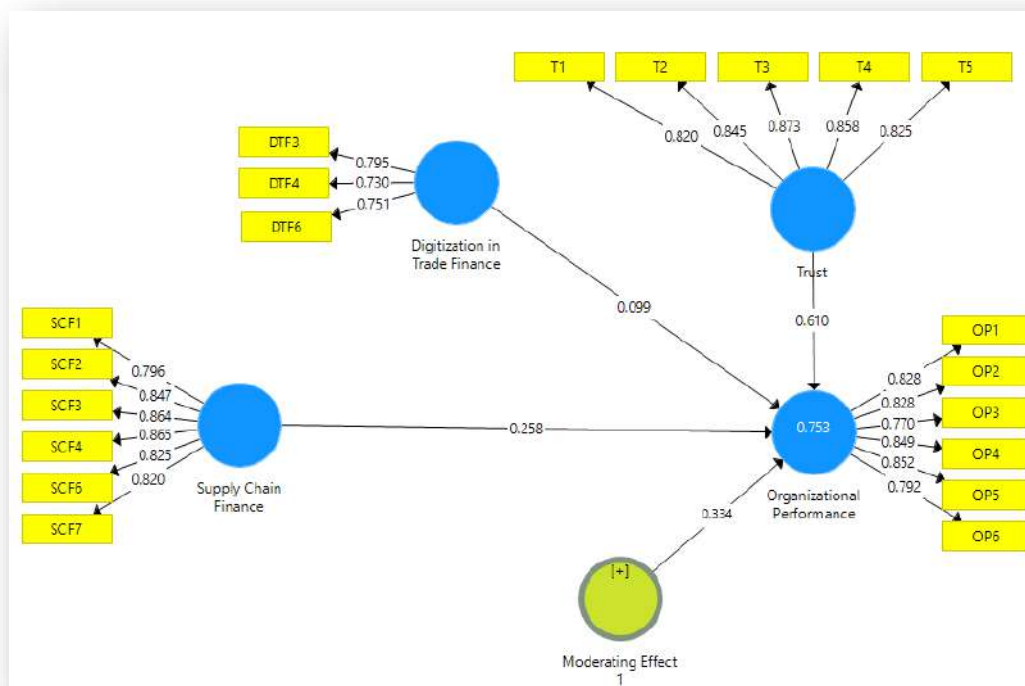 T1
T2
T3
T4
T5
0.820
0.845
0.873
0.858
0.825
Trust
DTF3
DTF4
DTF6
0.795
0.730
0.751
Digitization in
Trade Finance
0.099
0.610
SCF1
SCF2
SCF3
SCF4
SCF6
SCF7
0.796
0.847
0.864
0.865
0.825
0.820
Supply Chain
Finance
0.258
0.753
Organizational
Performance
0.828
0.828
0.770
0.849
0.852
0.792
OP1
OP2
OP3
OP4
OP5
OP6
0.334
[+]
Moderating Effect
1